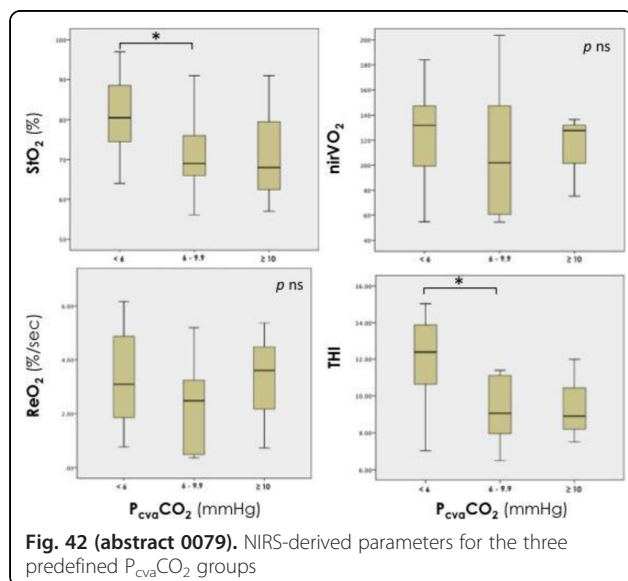 *
StO₂ (%)
100
90
80
70
60
50
< 6
6 - 9.9
≥ 10
p ns
nirVO₂
200
180
160
140
120
100
80
60
40
< 6
6 - 9.9
≥ 10
p ns
ReO₂ (%/sec)
6.00
4.00
2.00
.00
< 6
6 - 9.9
≥ 10
PcvaCO₂ (mmHg)
*
THI
16.00
14.00
12.00
10.00
8.00
6.00
< 6
6 - 9.9
≥ 10
PcvaCO₂ (mmHg)
Fig. 42 (abstract 0079). NIRS-derived parameters for the three
predefined PcvaCO₂ groups